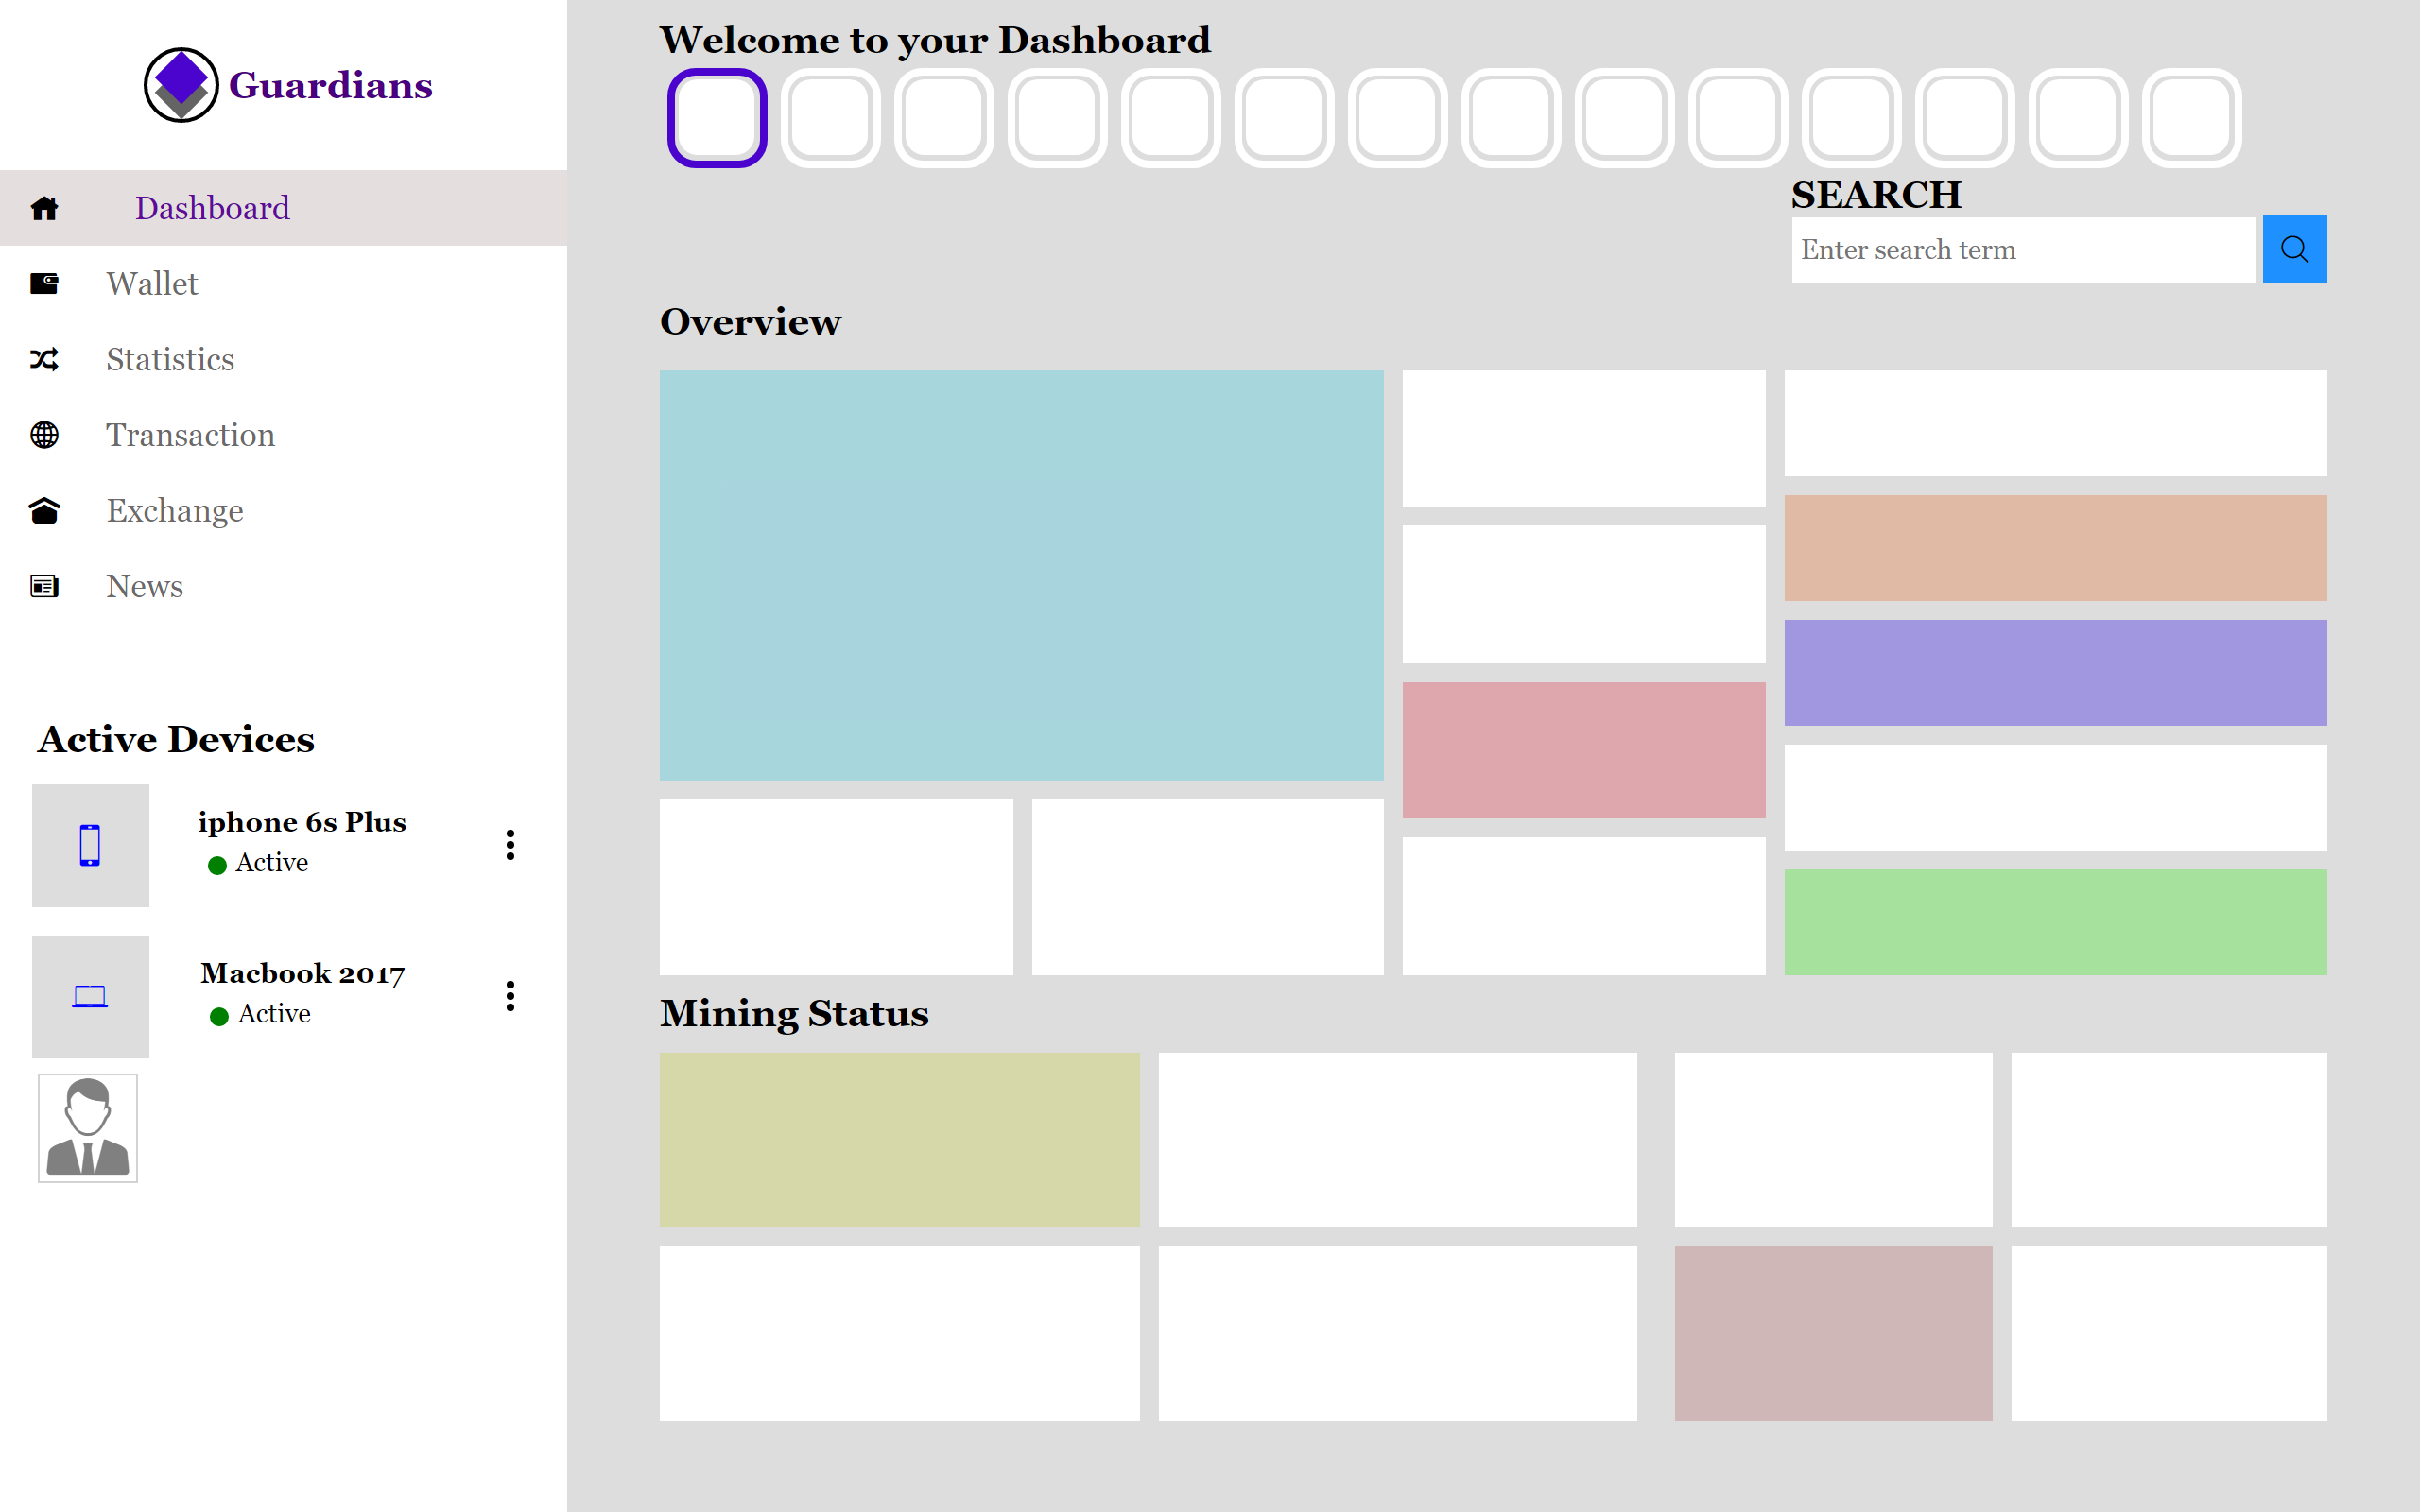 Guardians
Dashboard
Wallet
Statistics
Transaction
Exchange
News
Active Devices
iphone 6s Plus
Active
Macbook 2017
Active
Welcome to your Dashboard
SEARCH
Enter search term
Overview
Mining Status